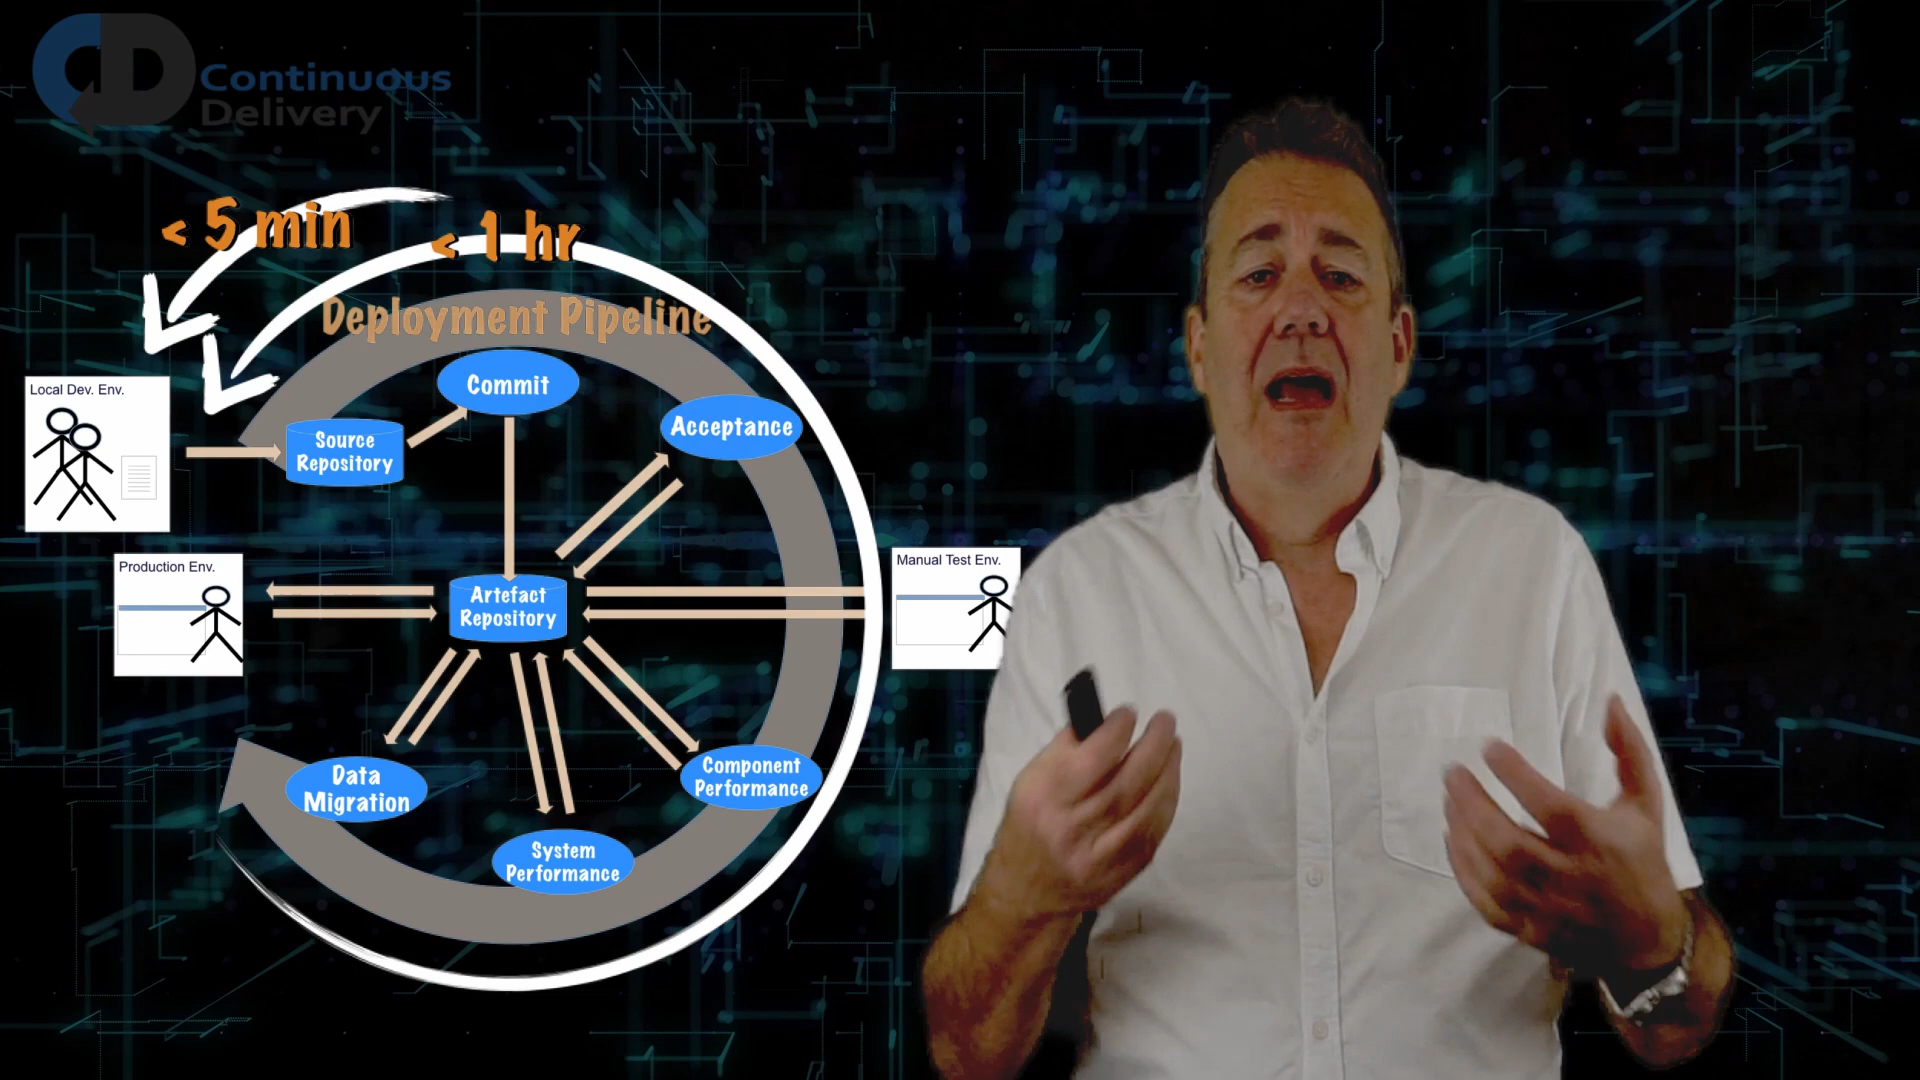 Continuous
Delivery
< 5 min
< 1 hr
Deployment Pipeline
Local Dev. Env.
Commit
Acceptance
Source
Repository
Production Env.
Artefact
Repository
Manual Test Env.
Data
Migration
Component
Performance
System
Performance